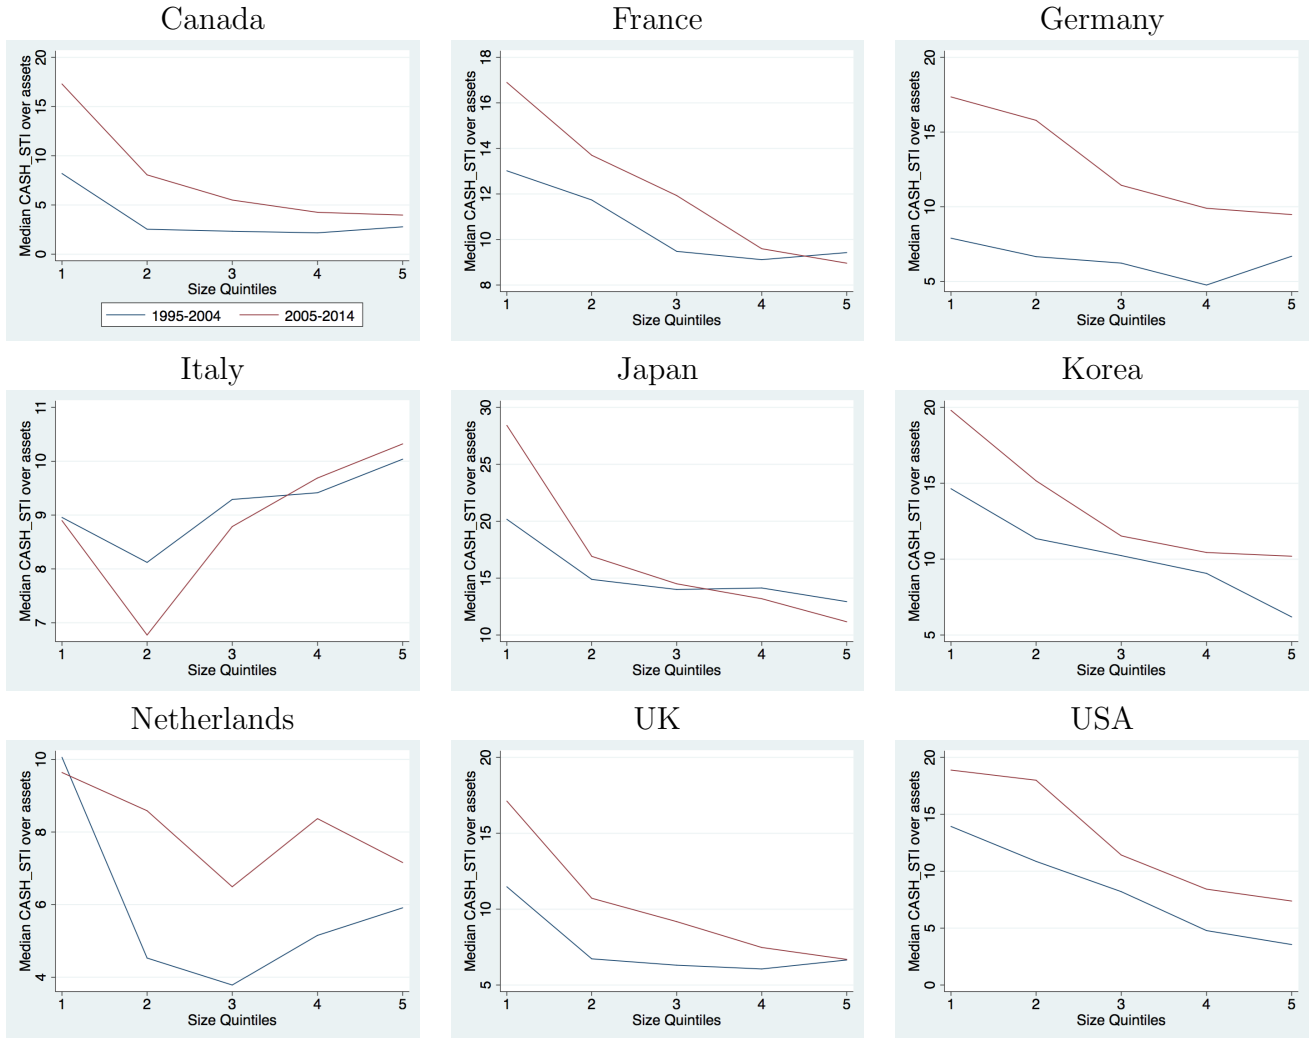 Canada
Median CASH_STI over assets
20
15
10
5
0
1 2 3 4 5
Size Quintiles
1995-2004 2005-2014
France
Median CASH_STI over assets
18
16
14
12
10
8
1 2 3 4 5
Size Quintiles
Germany
Median CASH_STI over assets
20
15
10
5
1 2 3 4 5
Size Quintiles
Italy
Median CASH_STI over assets
11
10
9
8
7
1 2 3 4 5
Size Quintiles
Japan
Median CASH_STI over assets
30
25
20
15
10
1 2 3 4 5
Size Quintiles
Korea
Median CASH_STI over assets
20
15
10
5
1 2 3 4 5
Size Quintiles
Netherlands
Median CASH_STI over assets
10
8
6
4
1 2 3 4 5
Size Quintiles
UK
Median CASH_STI over assets
20
15
10
5
1 2 3 4 5
Size Quintiles
USA
Median CASH_STI over assets
20
15
10
5
0
1 2 3 4 5
Size Quintiles